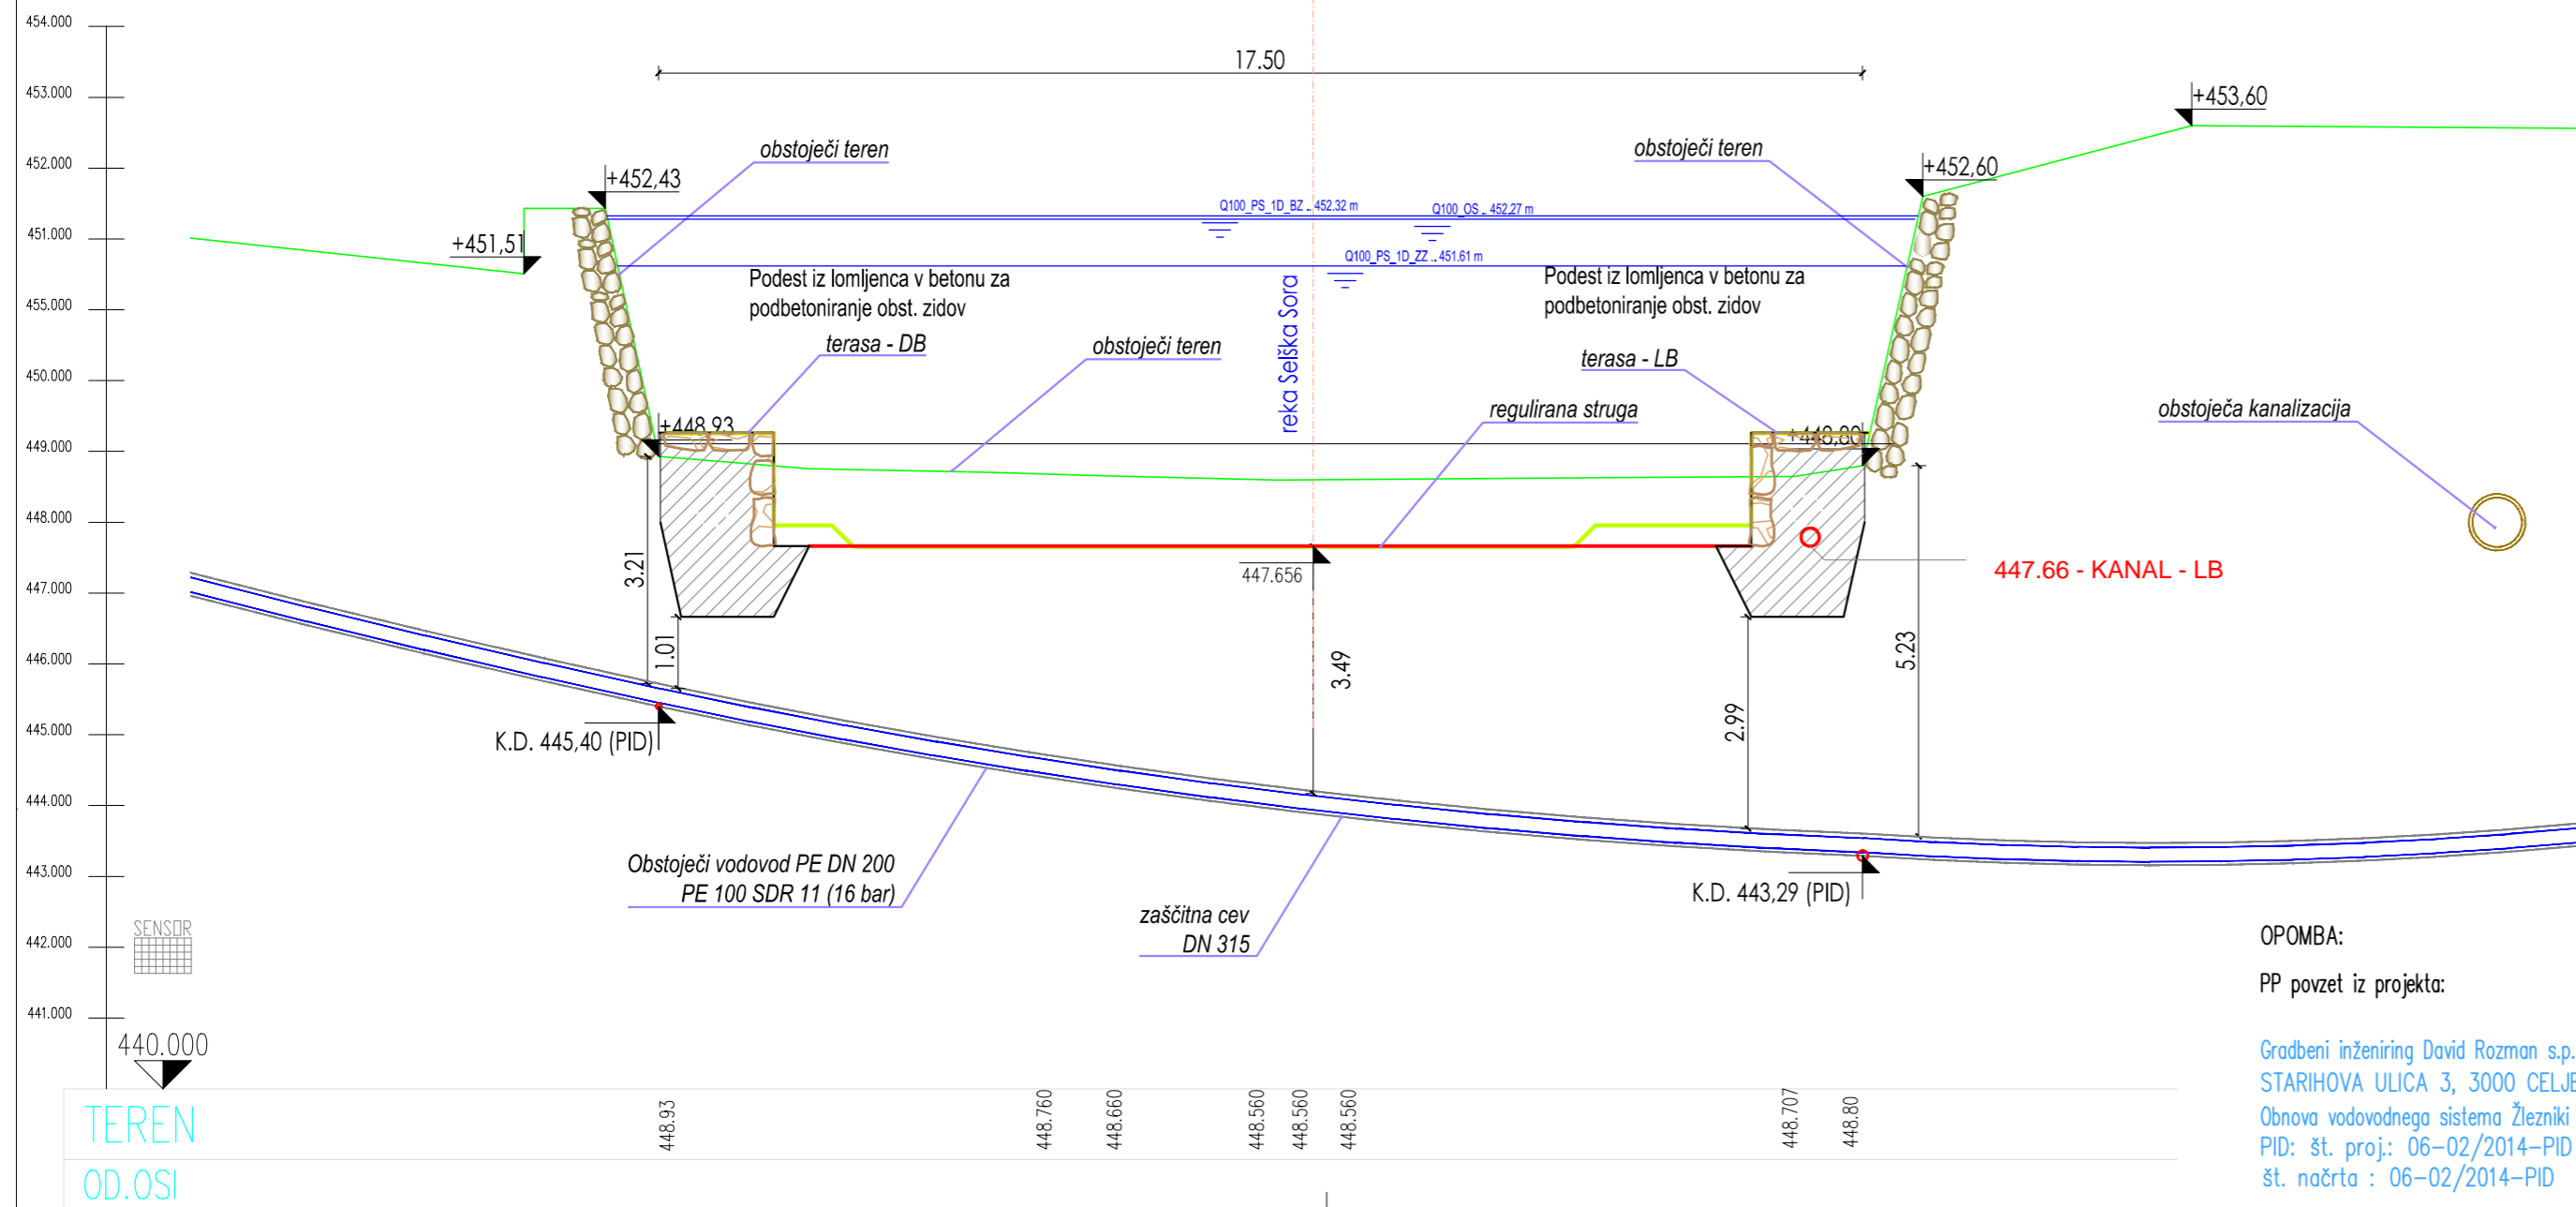 454.000
453.000
452.000
451.000
455.000
450.000
449.000
448.000
447.000
446.000
445.000
444.000
443.000
442.000
441.000
440.000
17.50
+453,60
obstoječi teren
obstoječi teren
+452,43
+452,60
Q100_PS_1D_BZ .. 452.32 m
Q100_OS .. 452,27 m
+451,51
Q100_PS_1D_ZZ .. 451.61 m
Podest iz lomljenca v betonu za
podbetoniranje obst. zidov
Podest iz lomljenca v betonu za
podbetoniranje obst. zidov
reka Selška Sora
terasa - DB
obstoječi teren
terasa - LB
regulirana struga
obstoječa kanalizacija
+448,93
+448,80
447.656
447.66 - KANAL - LB
3.21
1.01
3.49
2.99
5.23
K.D. 445,40 (PID)
K.D. 443,29 (PID)
Obstoječi vodovod PE DN 200
PE 100 SDR 11 (16 bar)
zaščitna cev
DN 315
SENSOR
OPOMBA:
PP povzet iz projekta:
Gradbeni inženiring David Rozman s.p.
STARIHOVA ULICA 3, 3000 CELJE
Obnova vodovodnega sistema Žlezniki
PID: št. proj.: 06-02/2014-PID
št. načrta : 06-02/2014-PID
TEREN
448.93
448.760
448.660
448.560
448.560
448.560
448.707
448.80
OD.OSI